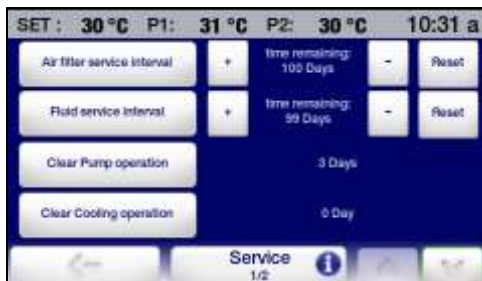 SET: 30 °C P1: 31 °C P2: 30 °C 10:31 a
Air filter service interval + time remaining: 100 Days - Reset
Fluid service interval + time remaining: 99 Days - Reset
Clear Pump operation 3 Days
Clear Cooling operation 0 Day
Service
1/2